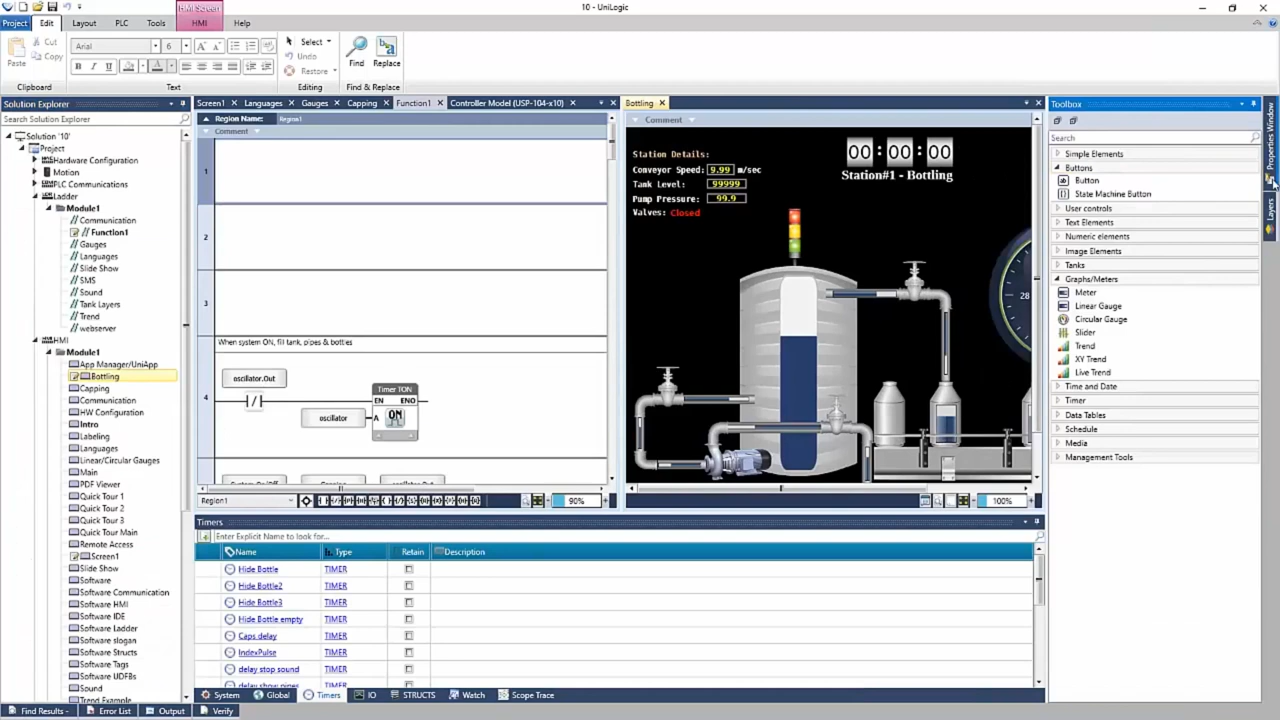 10 - UniLogic
HMI Screen
Project Edit Layout PLC Tools HMI Help
Paste Cut Copy
Arial 6
Select Undo Restore
Find Replace
Clipboard Text Editing Find & Replace
Solution Explorer
Search Solution Explorer
Solution '10'
Project
Hardware Configuration
Motion
PLC Communications
Ladder
Module1
Communication
Function1
Gauges
Languages
Slide Show
SMS
Sound
Tank Layers
Trend
webserver
HMI
Module1
App Manager/UniApp
Bottling
Capping
Communication
HW Configuration
Intro
Labeling
Languages
Linear/Circular Gauges
Main
PDF Viewer
Quick Tour 1
Quick Tour 2
Quick Tour 3
Quick Tour Main
Remote Access
Screen1
Slide Show
Software
Software Communication
Software HMI
Software IDE
Software Ladder
Software slogan
Software Structs
Software Tags
Software UDFBs
Sound
Trend Example
Screen1 Languages Gauges Capping Function1 Controller Model (USP-104-x10)
Region Name: Region1
Comment
1
2
3
When system ON, fill tank, pipes & bottles
4
oscillator.Out
Timer TON
EN ENO
oscillator A ON
System On/Off Capping oscillator.Out
Region1 90%
Bottling
Comment
Station Details:
Conveyor Speed: 9.99 m/sec
Tank Level: 99999
Pump Pressure: 99.9
Valves: Closed
00:00:00
Station#1 - Bottling
28
100%
Timers
Enter Explicit Name to look for...
Name Type Retain Description
Hide Bottle TIMER
Hide Bottle2 TIMER
Hide Bottle3 TIMER
Hide Bottle empty TIMER
Caps delay TIMER
IndexPulse TIMER
delay stop sound TIMER
delay show pipes TIMER
System Global Timers IO STRUCTS Watch Scope Trace
Toolbox
Search
Simple Elements
Buttons
Button
State Machine Button
User controls
Text Elements
Numeric elements
Image Elements
Tanks
Graphs/Meters
Meter
Linear Gauge
Circular Gauge
Slider
Trend
XY Trend
Live Trend
Time and Date
Timer
Data Tables
Schedule
Media
Management Tools
Properties Window
Layers
Find Results - Error List Output Verify